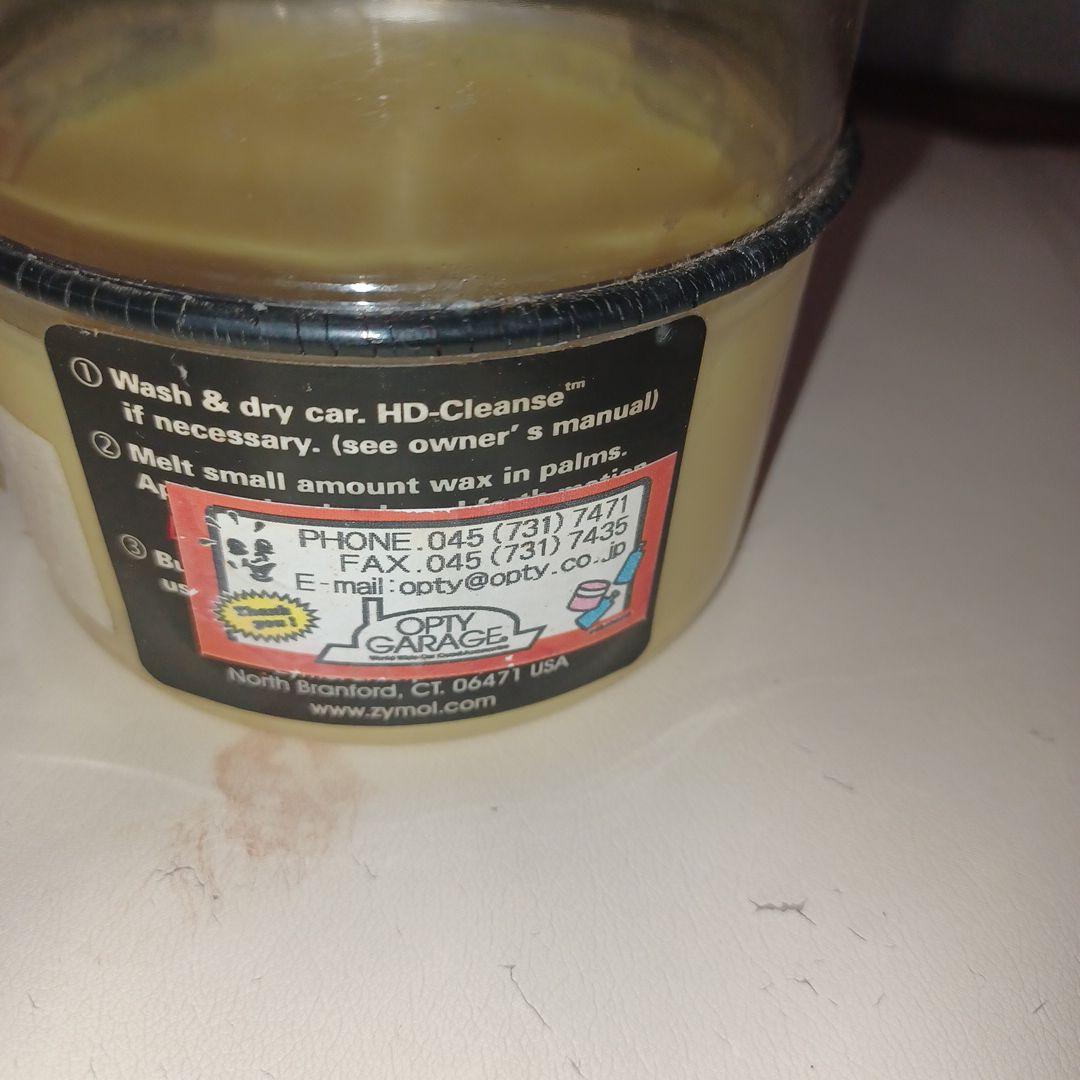 ① Wash & dry car. HD-Cleanse™
if necessary. (see owner's manual)
② Melt small amount wax in palms.
③
PHONE.045 (731) 7471
FAX.045 (731) 7435
E-mail:opty@opty.co.jp
Thank
you!
OPTY
GARAGE
North Branford, CT. 06471 USA
www.zymol.com